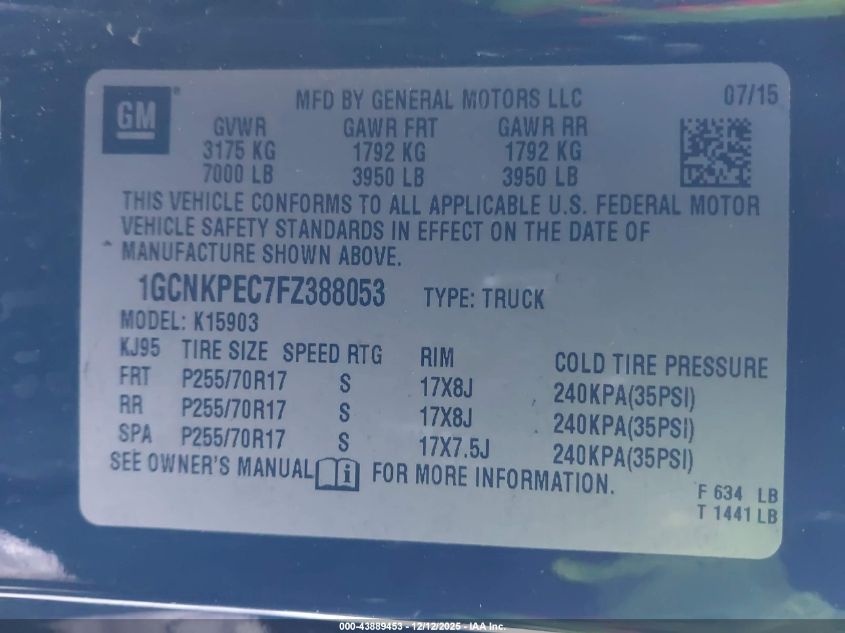 GM®
MFD BY GENERAL MOTORS LLC 07/15
GVWR GAWR FRT GAWR RR
3175 KG 1792 KG 1792 KG
7000 LB 3950 LB 3950 LB
THIS VEHICLE CONFORMS TO ALL APPLICABLE U.S. FEDERAL MOTOR
VEHICLE SAFETY STANDARDS IN EFFECT ON THE DATE OF
MANUFACTURE SHOWN ABOVE.
1GCNKPEC7FZ388053 TYPE: TRUCK
MODEL: K15903
KJ95 TIRE SIZE SPEED RTG RIM COLD TIRE PRESSURE
FRT P255/70R17 S 17X8J 240KPA(35PSI)
RR P255/70R17 S 17X8J 240KPA(35PSI)
SPA P255/70R17 S 17X7.5J 240KPA(35PSI)
SEE OWNER'S MANUAL i FOR MORE INFORMATION.
F 634 LB
T 1441 LB
000-43889453 - 12/12/2025 - IAA Inc.